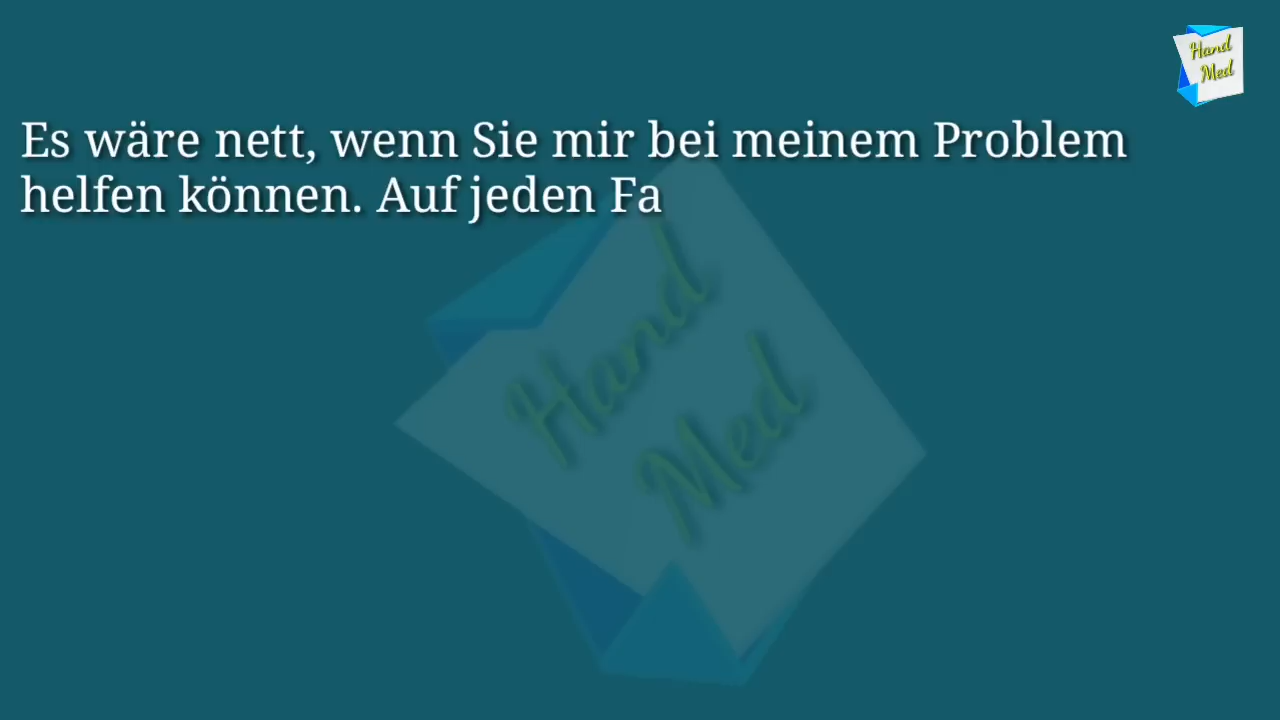 Hand
Med
Es wäre nett, wenn Sie mir bei meinem Problem
helfen können. Auf jeden Fa
Hand
Med